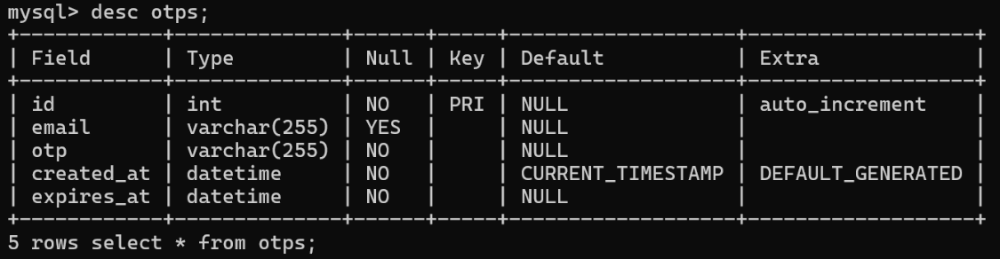 mysql> desc otps;
+------------+--------------+------+-----+-------------------+-------------------+
| Field      | Type         | Null | Key | Default           | Extra             |
+------------+--------------+------+-----+-------------------+-------------------+
| id         | int          | NO   | PRI | NULL              | auto_increment    |
| email      | varchar(255) | YES  |     | NULL              |                   |
| otp        | varchar(255) | NO   |     | NULL              |                   |
| created_at | datetime     | NO   |     | CURRENT_TIMESTAMP | DEFAULT_GENERATED |
| expires_at | datetime     | NO   |     | NULL              |                   |
+------------+--------------+------+-----+-------------------+-------------------+
5 rows select * from otps;